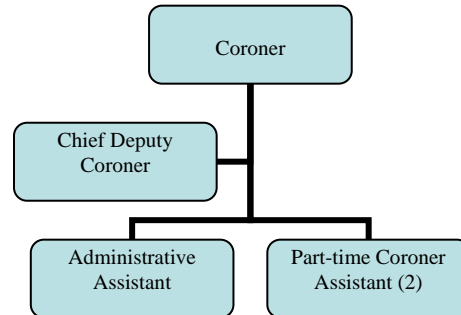 Coroner
Chief Deputy
Coroner
Administrative
Assistant
Part-time Coroner
Assistant (2)